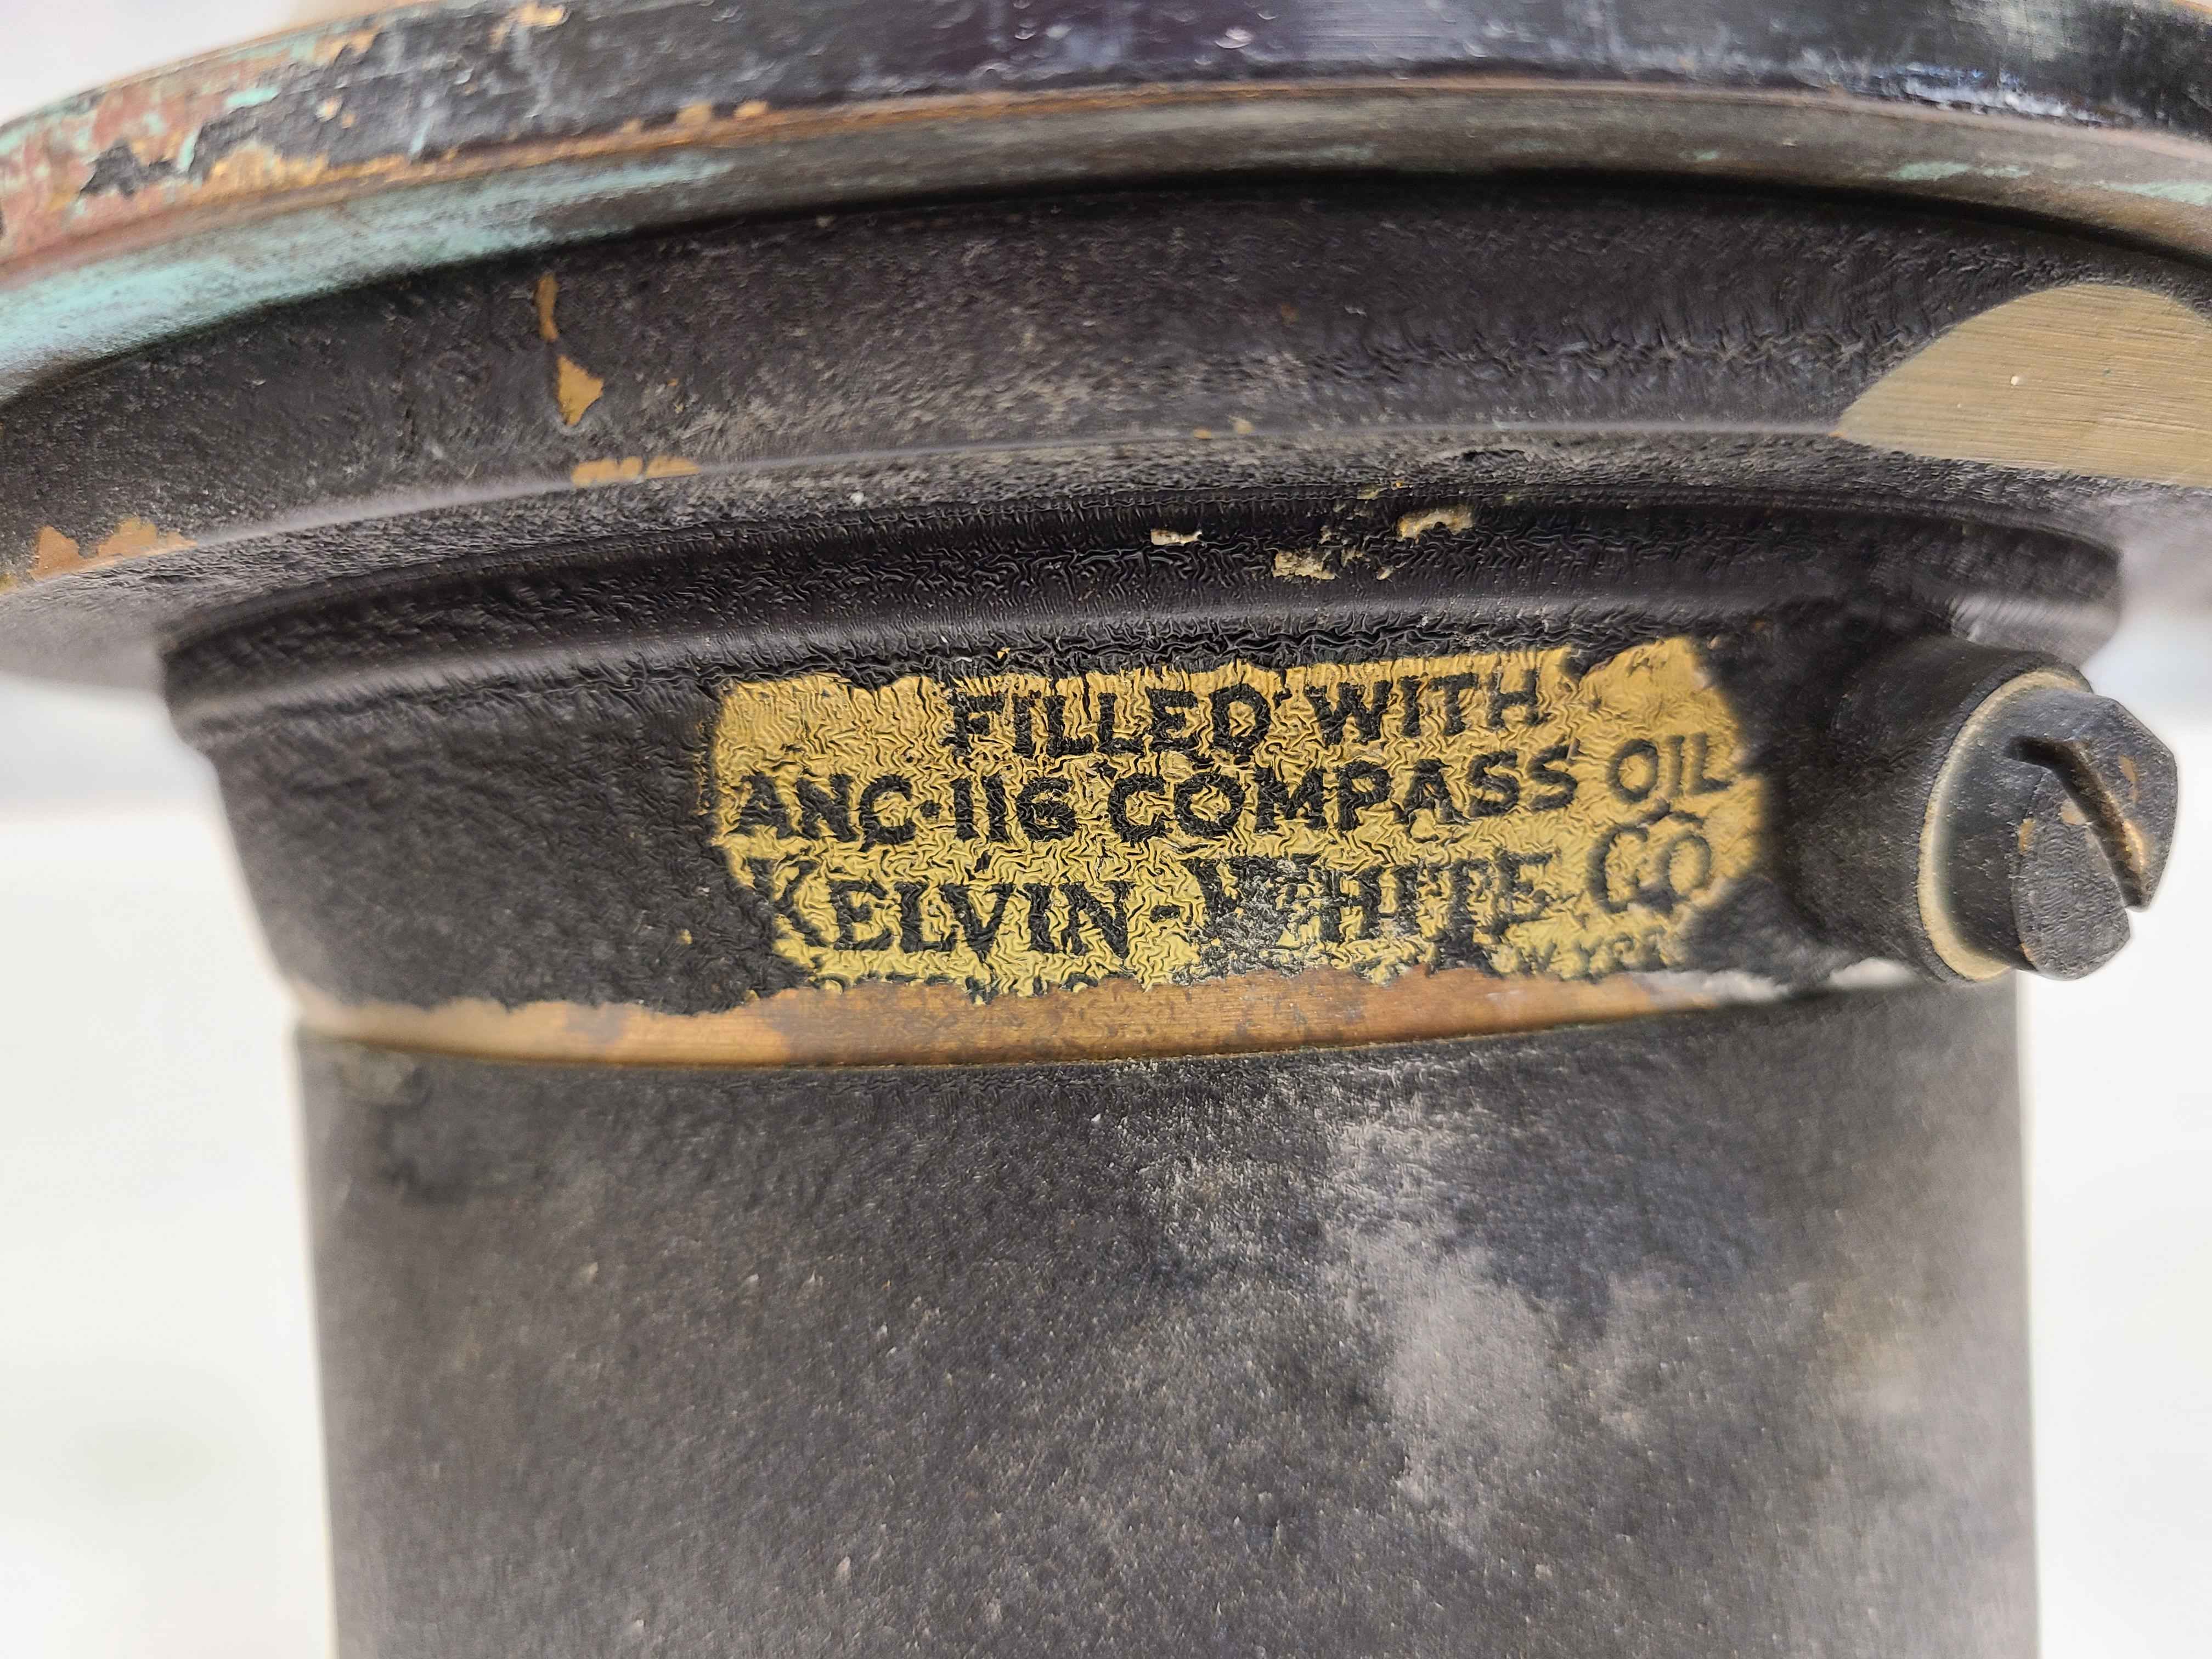 FILLED WITH
ANC-116 COMPASS OIL
KELVIN-WHITE CO